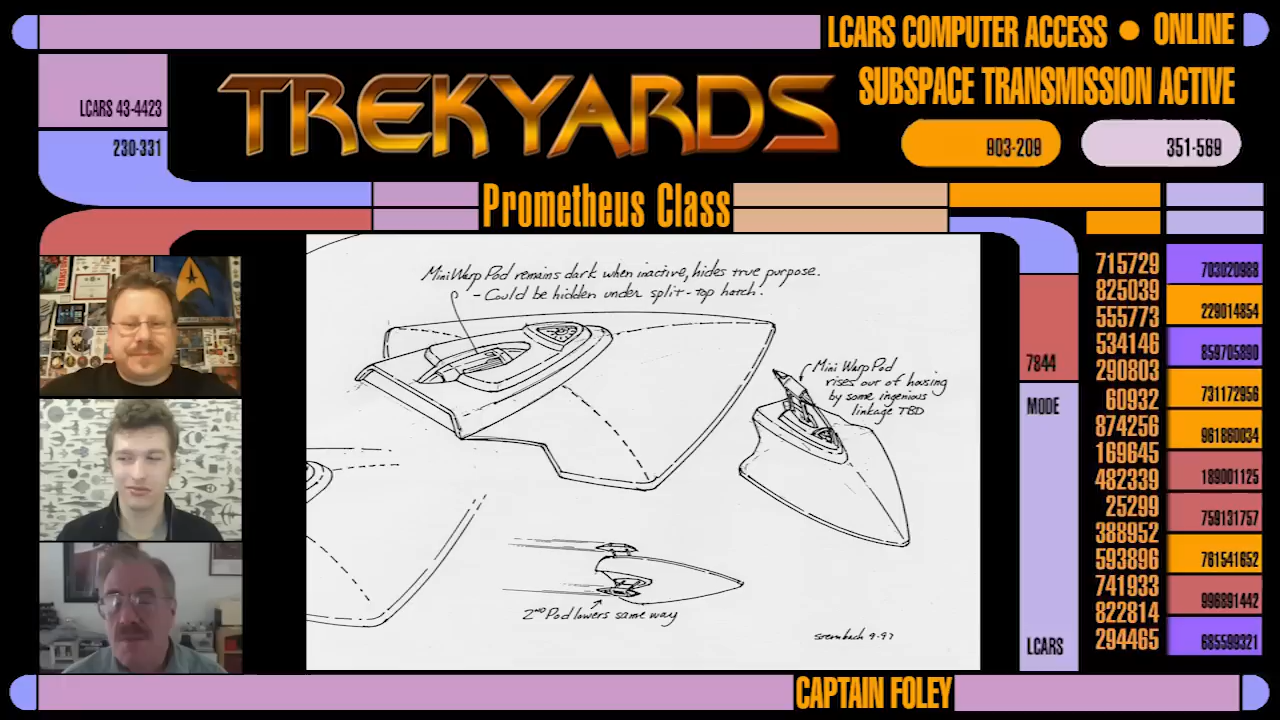 LCARS COMPUTER ACCESS • ONLINE
LCARS 43-4423
TREKYARDS
SUBSPACE TRANSMISSION ACTIVE
230-331
903-209
351-569
Prometheus Class
Mini Warp Pod remains dark when inactive, hides true purpose.
- Could be hidden under split-top hatch.
Mini Warp Pod
rises out of housing
by some ingenious
linkage TBD
2ND Pod lowers same way
sternbach 9-97
7844
MODE
LCARS
715729
825039
555773
534146
290803
60932
874256
169645
482339
25299
388952
593896
741933
822814
294465
703020988
229014854
859705890
731172956
961860034
189001125
759131757
781541652
996891442
685599321
CAPTAIN FOLEY